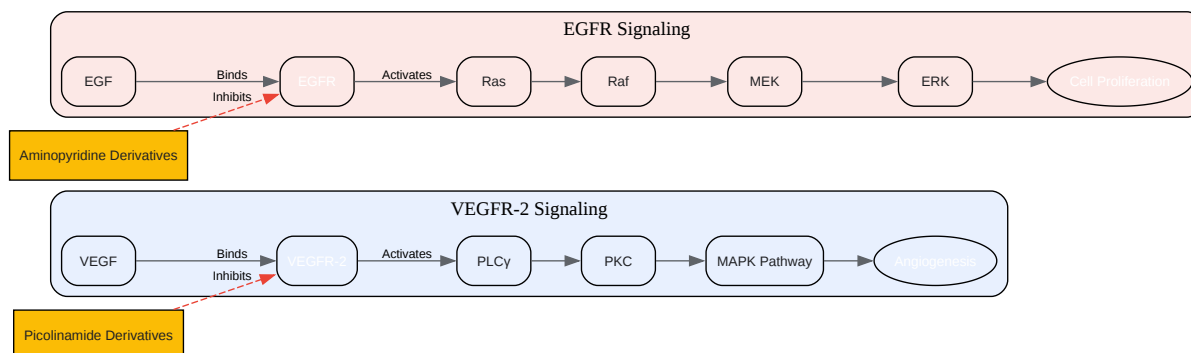 EGFR Signaling
EGF
Binds
EGFR
Activates
Ras
Raf
MEK
ERK
Cell Proliferation
Inhibits
Aminopyridine Derivatives
VEGFR-2 Signaling
VEGF
Binds
VEGFR-2
Activates
PLCγ
PKC
MAPK Pathway
Angiogenesis
Inhibits
Picolinamide Derivatives